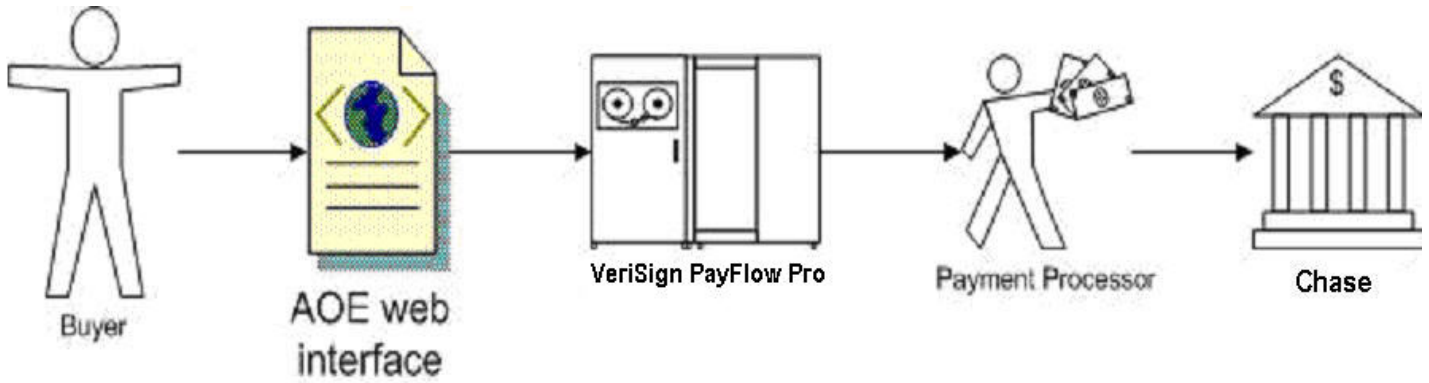 $
Buyer
AOE web
interface
VeriSign PayFlow Pro
Payment Processor
Chase